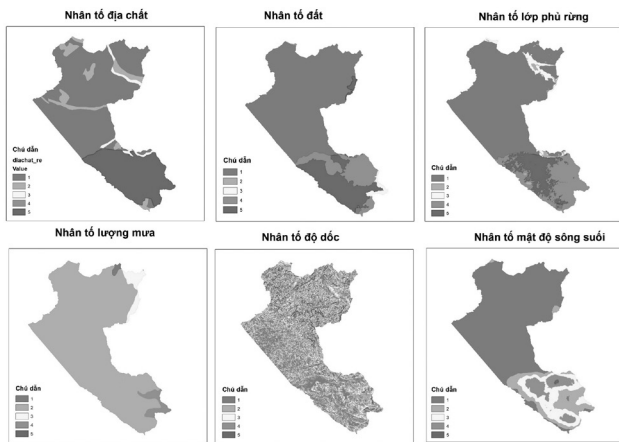 Nhân tố địa chất
Chú dẫn
diachat_re
Value
1
2
3
4
5
Nhân tố đất
Chú dẫn
1
2
3
4
5
Nhân tố lớp phủ rừng
Chú dẫn
1
2
3
4
5
Nhân tố lượng mưa
Chú dẫn
1
2
3
4
5
Nhân tố độ dốc
Chú dẫn
1
2
3
4
5
Nhân tố mật độ sông suối
Chú dẫn
1
2
3
4
5